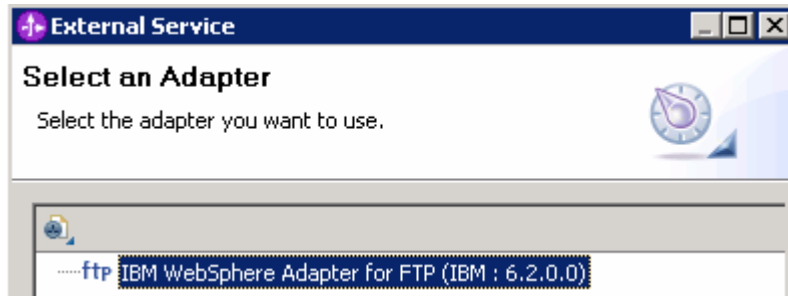 External Service
Select an Adapter
Select the adapter you want to use.
ftp IBM WebSphere Adapter for FTP (IBM : 6.2.0.0)